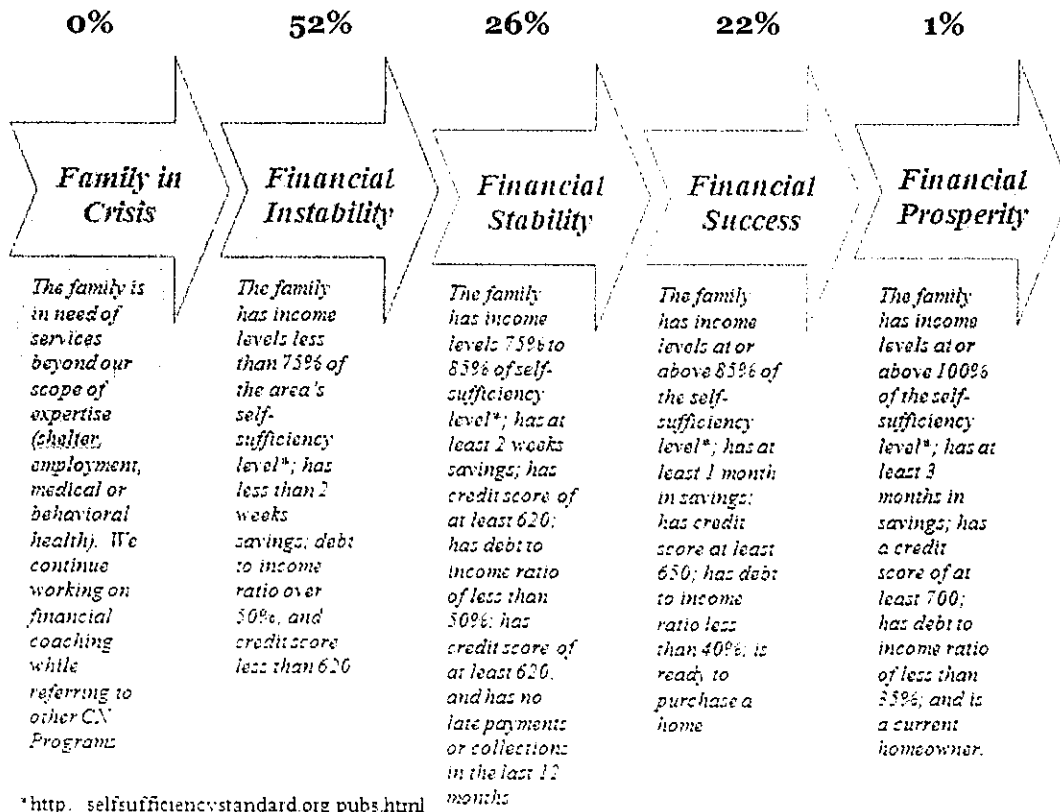 0%
52%
26%
22%
1%
Family in
Crisis
Financial
Instability
Financial
Stability
Financial
Success
Financial
Prosperity
The family is
in need of
services
beyond our
scope of
expertise
(shelter,
employment,
medical or
behavioral
health). We
continue
working on
financial
coaching
while
referring to
other CN
Programs
The family
has income
levels less
than 75% of
the area's
self-
sufficiency
level*; has
less than 2
weeks
savings; debt
to income
ratio over
50%, and
credit score
less than 620
The family
has income
levels 75% to
85% of self-
sufficiency
level*; has at
least 2 weeks
savings; has
credit score of
at least 620;
has debt to
income ratio
of less than
50%; has
credit score of
at least 620,
and has no
late payments
or collections
in the last 12
months
The family
has income
levels at or
above 85% of
the self-
sufficiency
level*; has at
least 1 month
in savings;
has credit
score at least
650; has debt
to income
ratio less
than 40%; is
ready to
purchase a
home
The family
has income
levels at or
above 100%
of the self-
sufficiency
level*; has at
least 3
months in
savings; has
a credit
score of at
least 700;
has debt to
income ratio
of less than
35%; and is
a current
homeowner.
*http. selfsufficiencystandard.org pubs.html